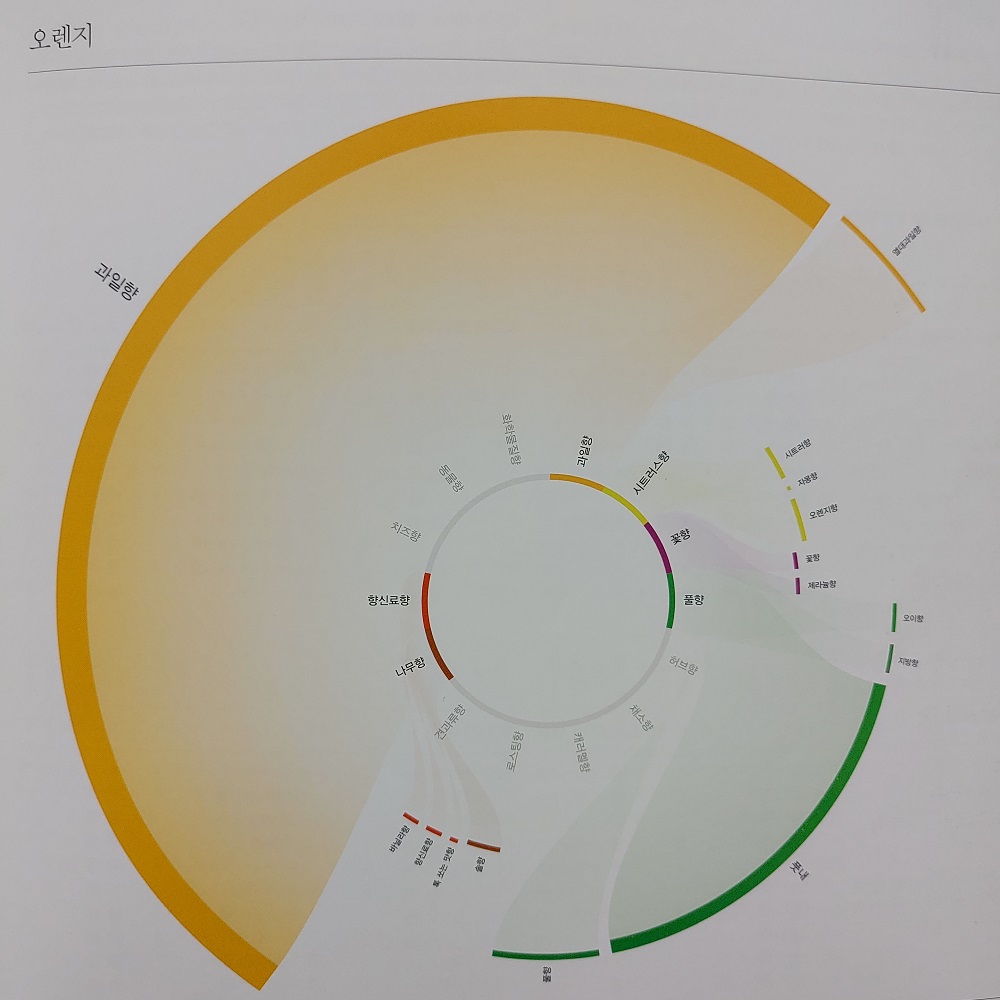 오렌지
과일향
열대과일향
화학물질향
과일향
시트러스향
꽃향
풀향
허브향
채소향
캐러멜향
로스팅향
견과류향
나무향
향신료향
치즈향
동물향
시트러향
자몽향
오렌지향
꽃향
제라늄향
오이향
지방향
풋내
풀향
솔향
톡 쏘는 맛향
향신료향
바닐라향